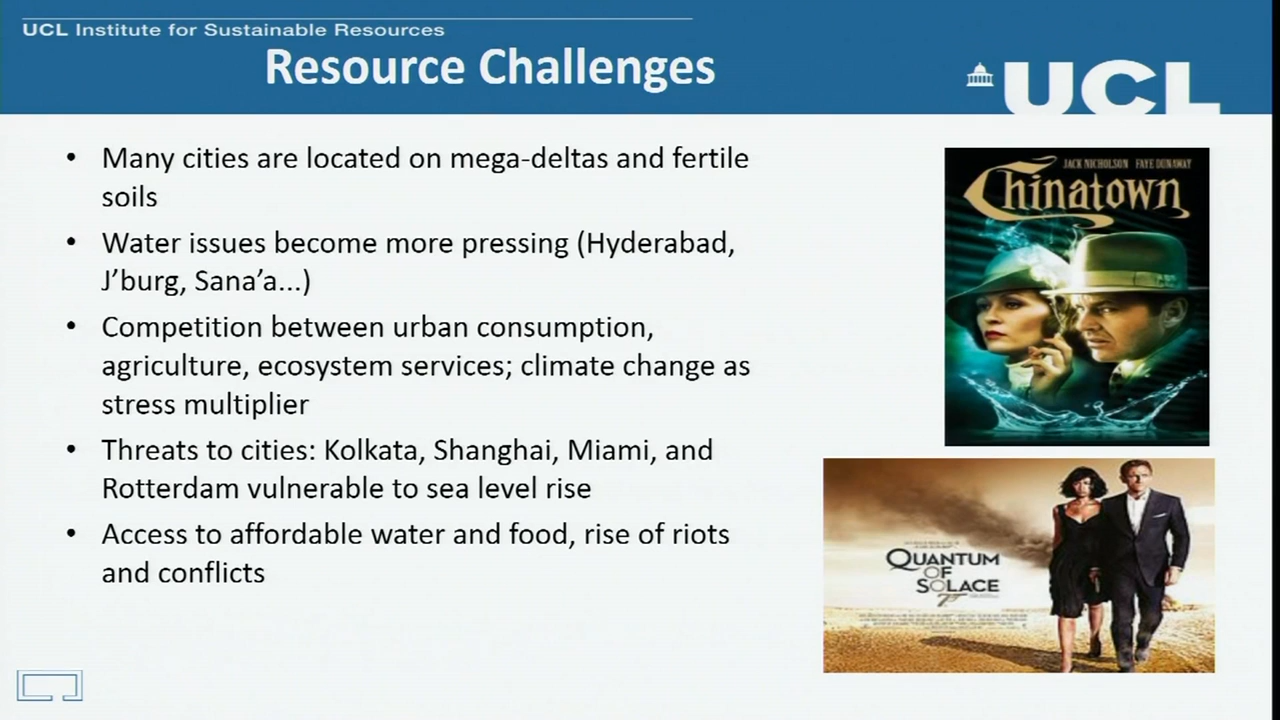 UCL Institute for Sustainable Resources
Resource Challenges
UCL
• Many cities are located on mega-deltas and fertile
soils
• Water issues become more pressing (Hyderabad,
J’burg, Sana’a...)
• Competition between urban consumption,
agriculture, ecosystem services; climate change as
stress multiplier
• Threats to cities: Kolkata, Shanghai, Miami, and
Rotterdam vulnerable to sea level rise
• Access to affordable water and food, rise of riots
and conflicts
JACK NICHOLSON FAYE DUNAWAY
Chinatown
QUANTUM
OF
SOLACE